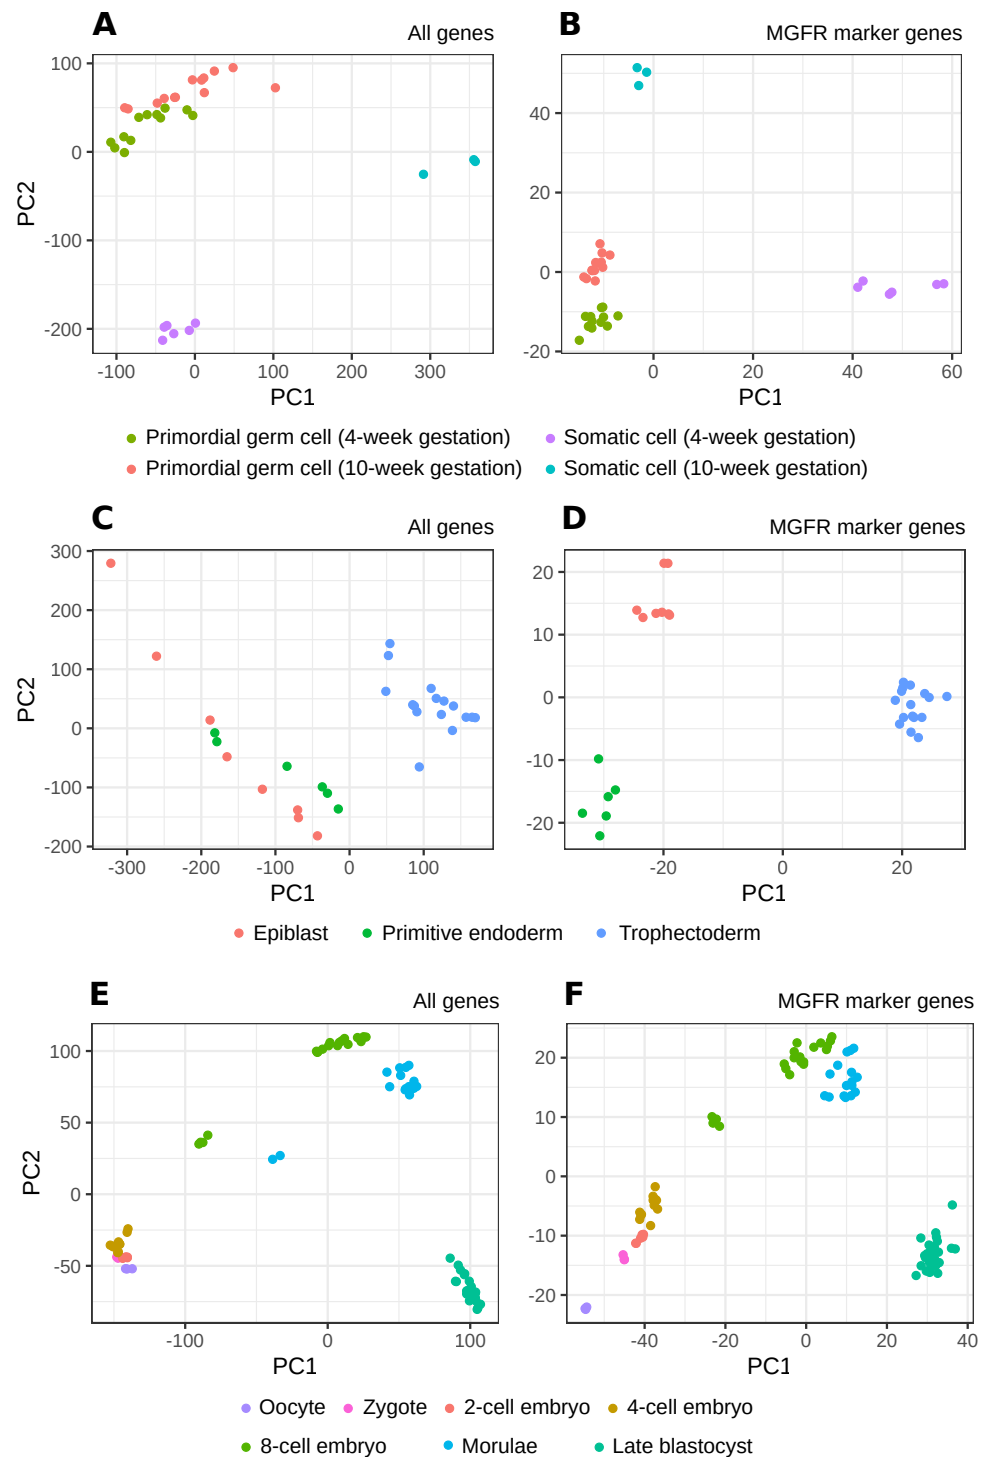 A All genes
B MGFR marker genes
100
0
-100
-200
PC2
-100 0 100 200 300
PC1
40
20
0
-20
0 20 40 60
PC1
Primordial germ cell (4-week gestation) Somatic cell (4-week gestation)
Primordial germ cell (10-week gestation) Somatic cell (10-week gestation)
C All genes
D MGFR marker genes
300
200
100
0
-100
-200
PC2
-300 -200 -100 0 100
PC1
20
10
0
-10
-20
-20 0 20
PC1
Epiblast Primitive endoderm Trophectoderm
E All genes
F MGFR marker genes
100
50
0
-50
PC2
-100 0 100
PC1
20
10
0
-10
-20
-40 -20 0 20 40
PC1
Oocyte Zygote 2-cell embryo 4-cell embryo
8-cell embryo Morulae Late blastocyst